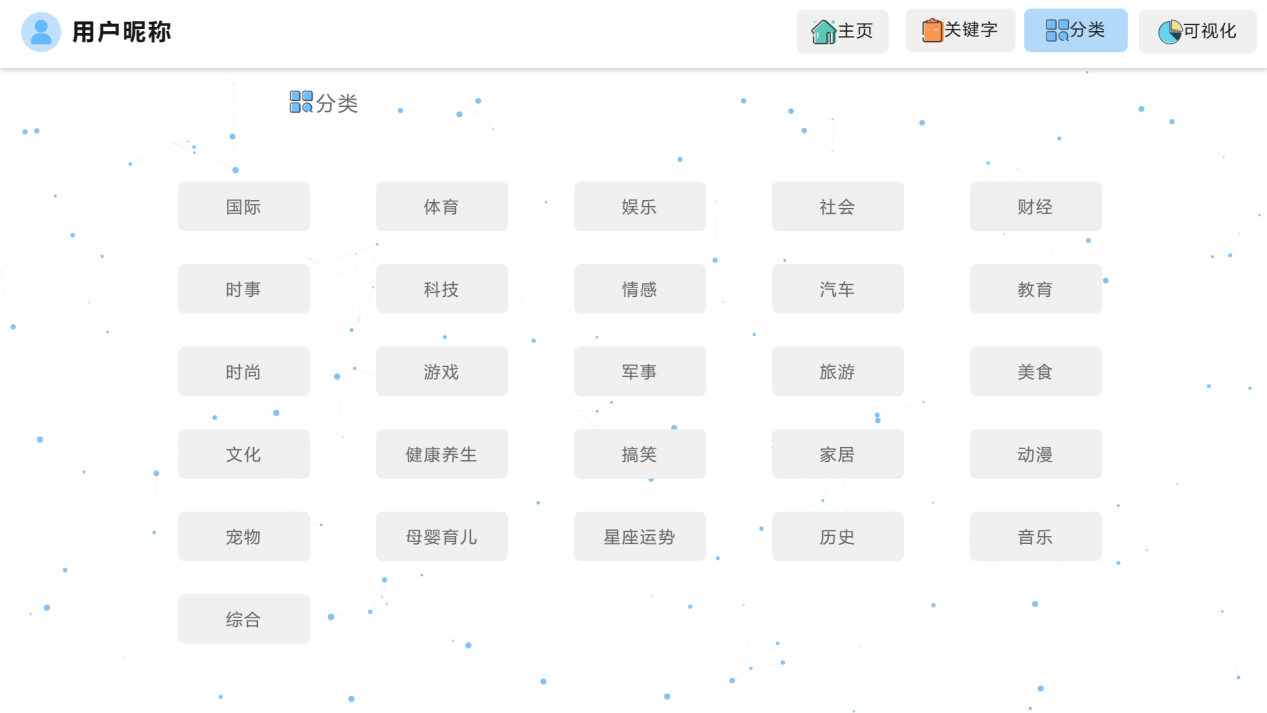 用户昵称 主页 关键字 分类 可视化
分类
国际 体育 娱乐 社会 财经
时事 科技 情感 汽车 教育
时尚 游戏 军事 旅游 美食
文化 健康养生 搞笑 家居 动漫
宠物 母婴育儿 星座运势 历史 音乐
综合